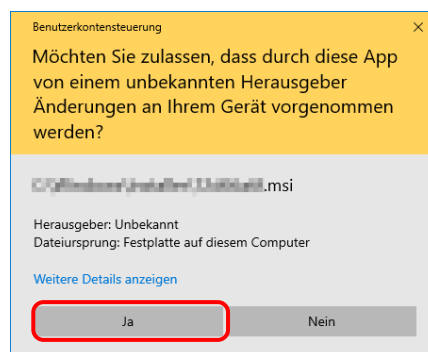 Benutzerkontensteuerung
Möchten Sie zulassen, dass durch diese App
von einem unbekannten Herausgeber
Änderungen an Ihrem Gerät vorgenommen
werden?
.msi
Herausgeber: Unbekannt
Dateiursprung: Festplatte auf diesem Computer
Weitere Details anzeigen
Ja
Nein